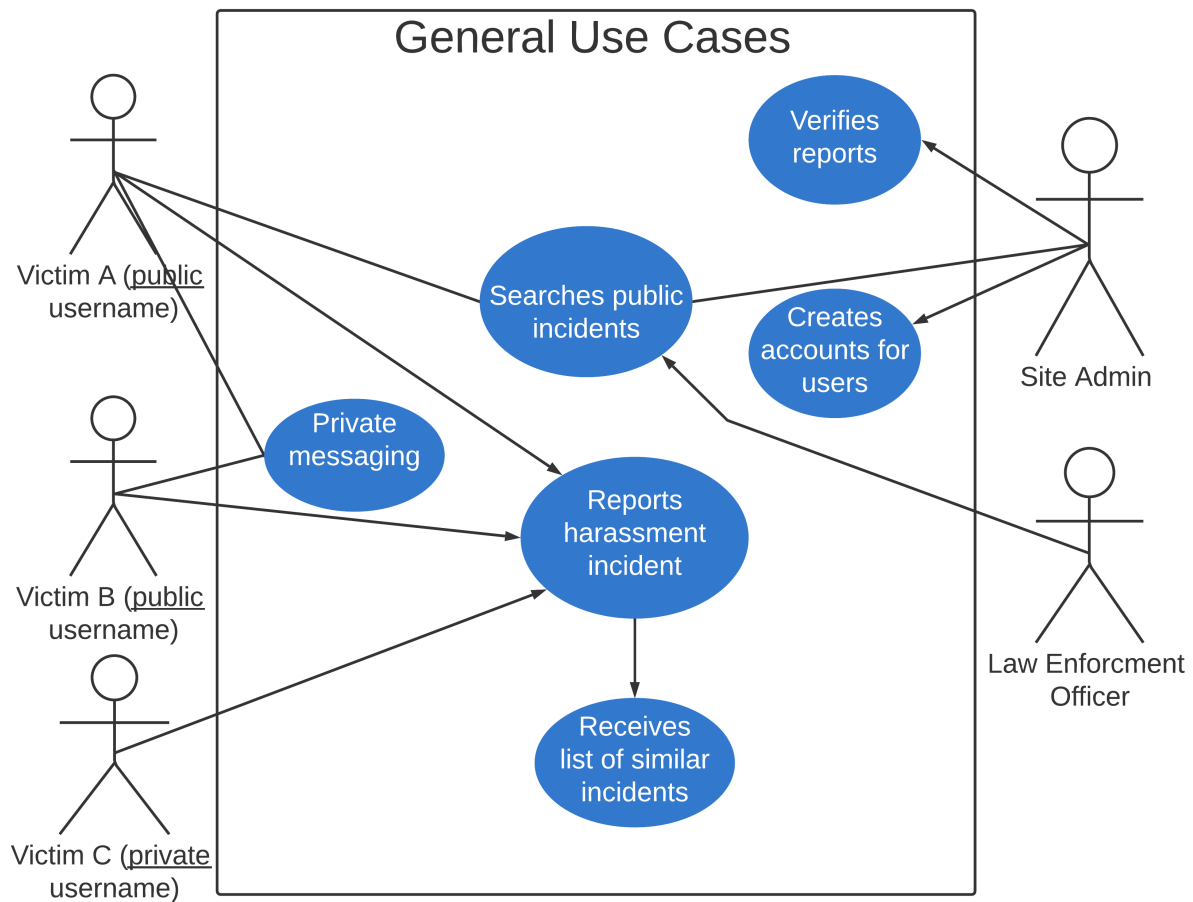 General Use Cases
Verifies
reports
Victim A (public
username)
Searches public
incidents
Creates
accounts for
users
Site Admin
Private
messaging
Reports
harassment
incident
Victim B (public
username)
Law Enforcment
Officer
Receives
list of similar
incidents
Victim C (private
username)